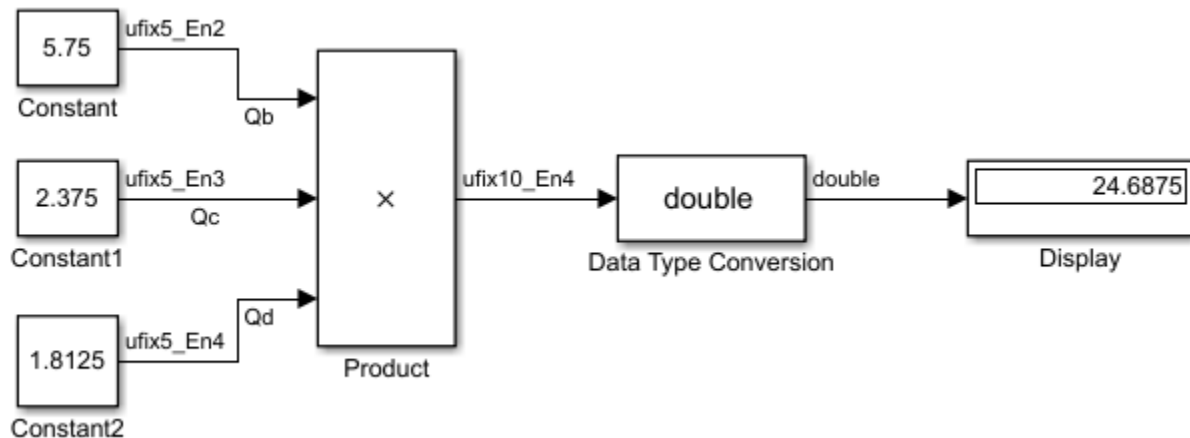 5.75
ufix5_En2
Constant
Qb
2.375
ufix5_En3
Qc
Constant1
1.8125
ufix5_En4
Qd
Constant2
×
Product
ufix10_En4
double
Data Type Conversion
double
24.6875
Display